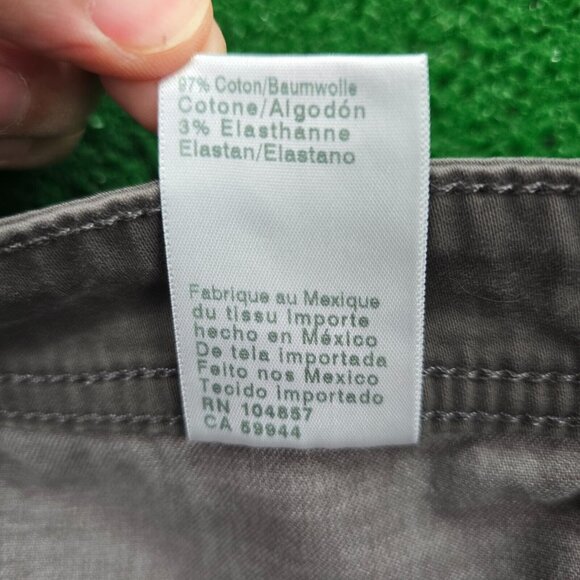 97% Coton/Baumwolle
Cotone/Algodón
3% Elasthanne
Elastan/Elastano
Fabrique au Mexique
du tissu Importe
hecho en México
De tela importada
Feito nos Mexico
Tecido importado
RN 104857
CA 59944